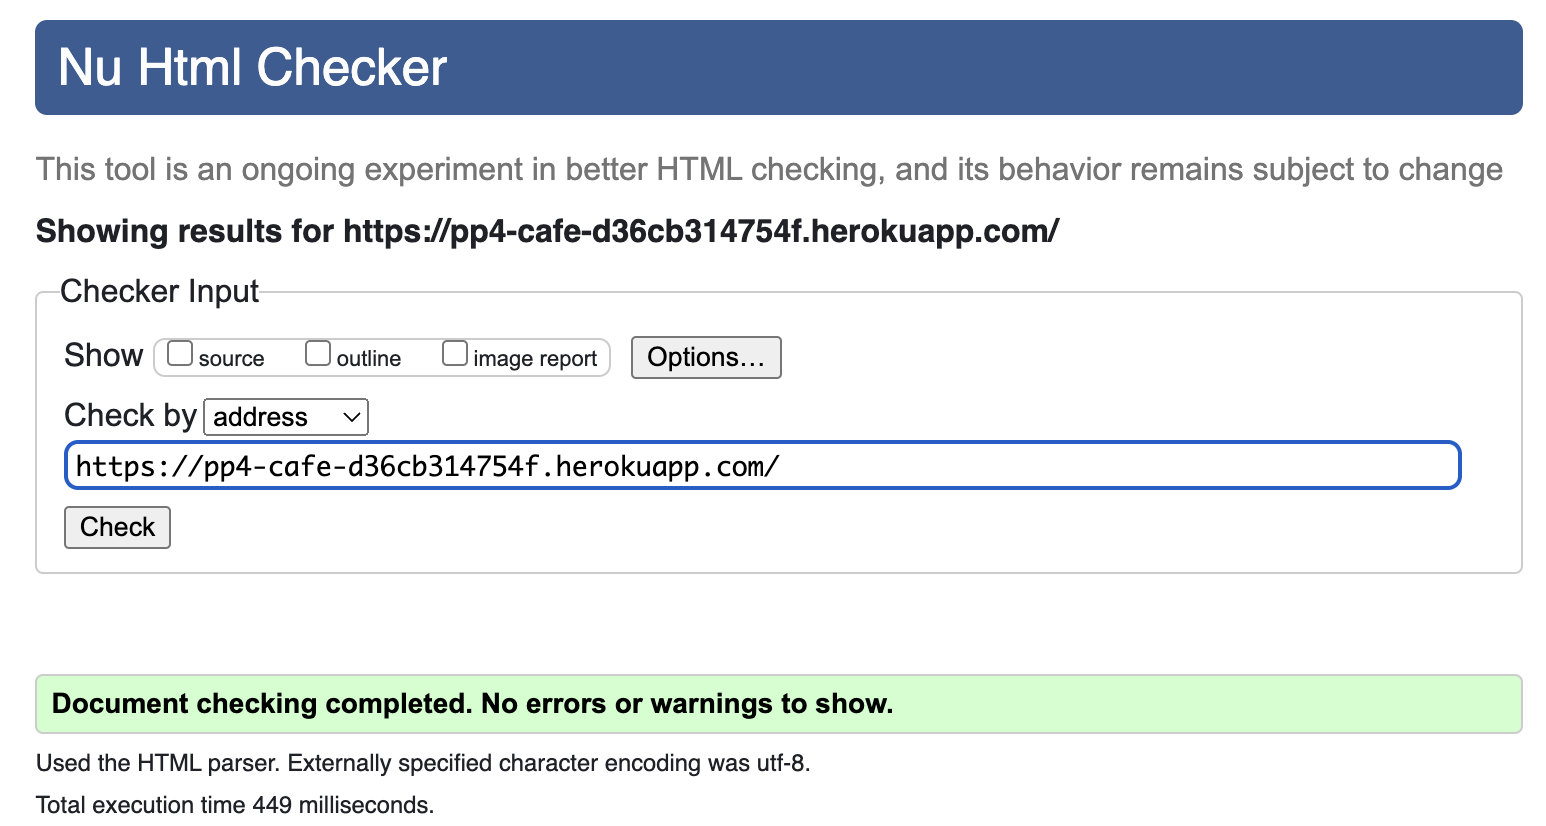 Nu Html Checker
This tool is an ongoing experiment in better HTML checking, and its behavior remains subject to change
Showing results for https://pp4-cafe-d36cb314754f.herokuapp.com/
Checker Input
Show source outline image report Options...
Check by address
https://pp4-cafe-d36cb314754f.herokuapp.com/
Check
Document checking completed. No errors or warnings to show.
Used the HTML parser. Externally specified character encoding was utf-8.
Total execution time 449 milliseconds.